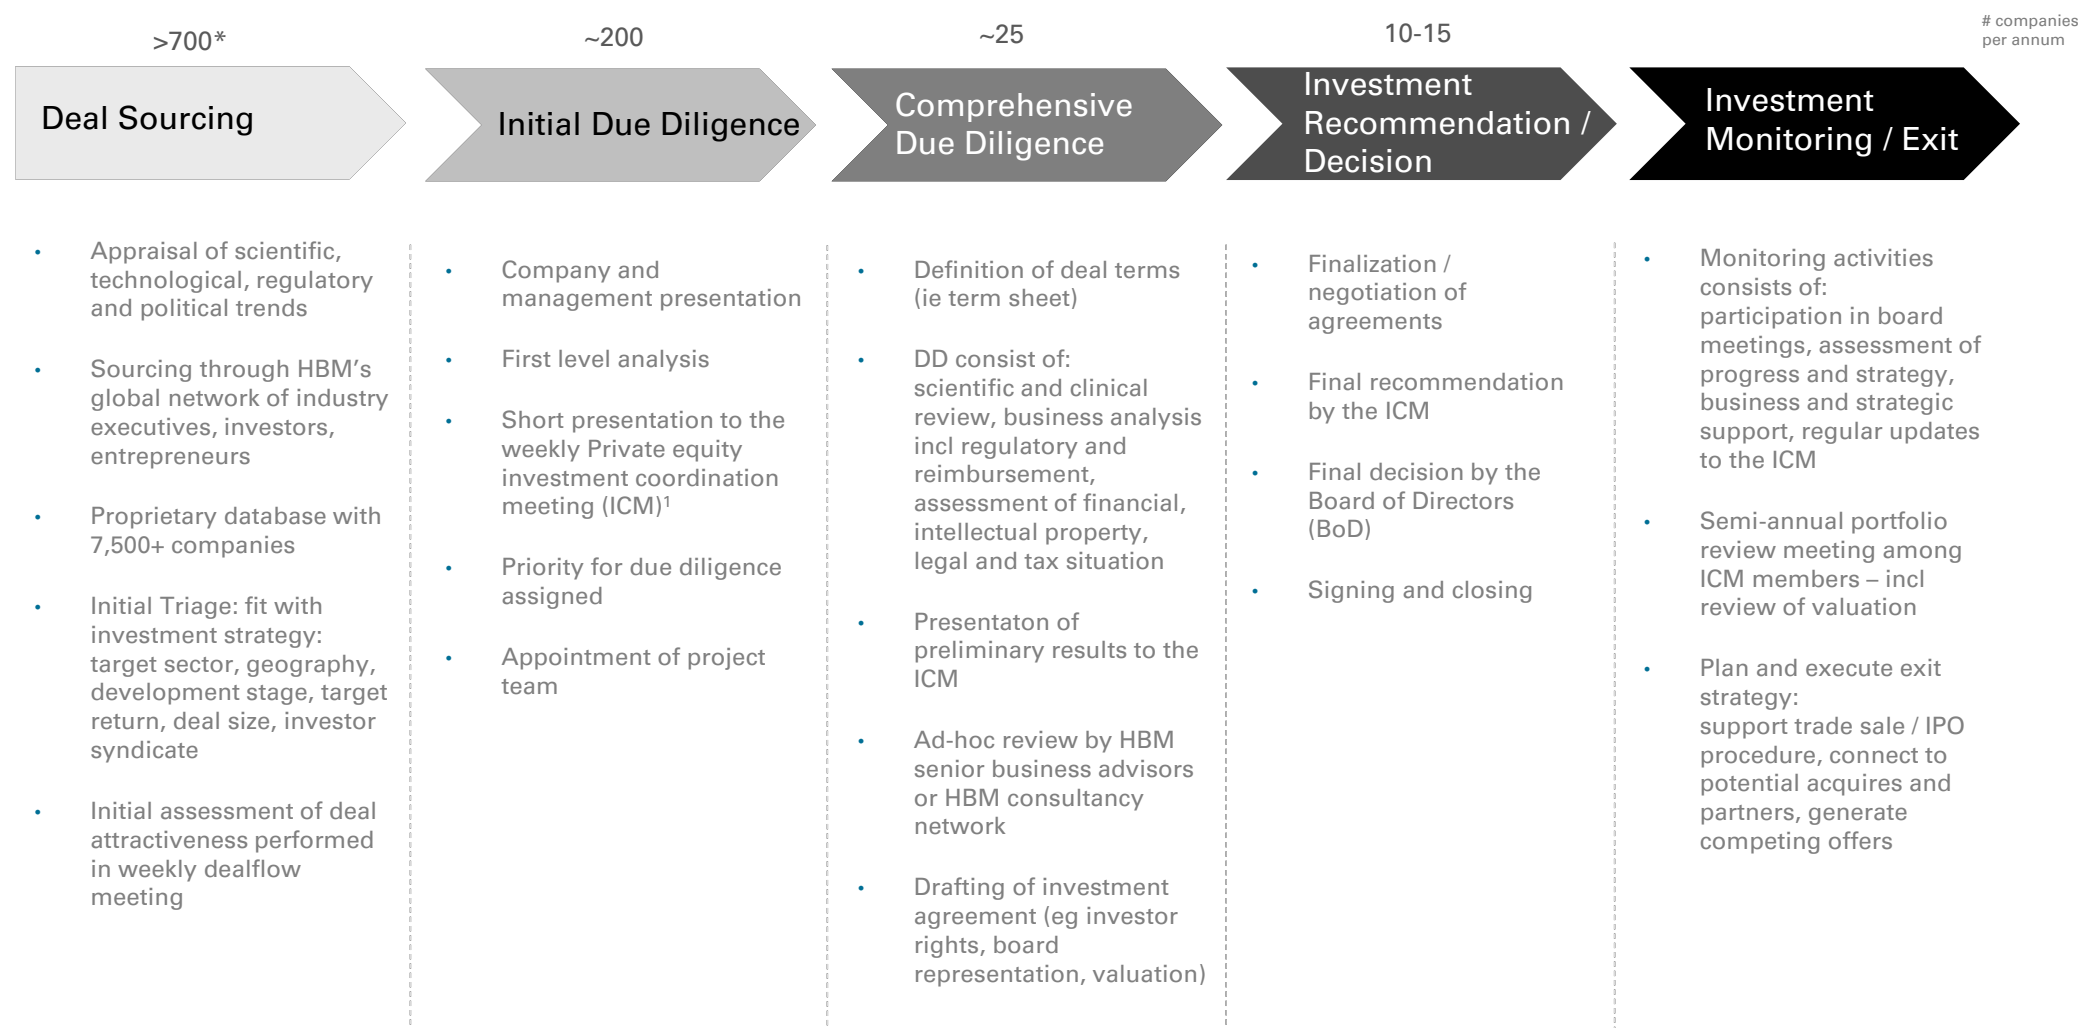 >700*
~200
~25
10-15
# companies
per annum
Deal Sourcing
Initial Due Diligence
Comprehensive
Due Diligence
Investment
Recommendation /
Decision
Investment
Monitoring / Exit
• Appraisal of scientific,
technological, regulatory
and political trends
• Sourcing through HBM’s
global network of industry
executives, investors,
entrepreneurs
• Proprietary database with
7,500+ companies
• Initial Triage: fit with
investment strategy:
target sector, geography,
development stage, target
return, deal size, investor
syndicate
• Initial assessment of deal
attractiveness performed
in weekly dealflow
meeting
• Company and
management presentation
• First level analysis
• Short presentation to the
weekly Private equity
investment coordination
meeting (ICM)¹
• Priority for due diligence
assigned
• Appointment of project
team
• Definition of deal terms
(ie term sheet)
• DD consist of:
scientific and clinical
review, business analysis
incl regulatory and
reimbursement,
assessment of financial,
intellectual property,
legal and tax situation
• Presentaton of
preliminary results to the
ICM
• Ad-hoc review by HBM
senior business advisors
or HBM consultancy
network
• Drafting of investment
agreement (eg investor
rights, board
representation, valuation)
• Finalization /
negotiation of
agreements
• Final recommendation
by the ICM
• Final decision by the
Board of Directors
(BoD)
• Signing and closing
• Monitoring activities
consists of:
participation in board
meetings, assessment of
progress and strategy,
business and strategic
support, regular updates
to the ICM
• Semi-annual portfolio
review meeting among
ICM members – incl
review of valuation
• Plan and execute exit
strategy:
support trade sale / IPO
procedure, connect to
potential acquires and
partners, generate
competing offers